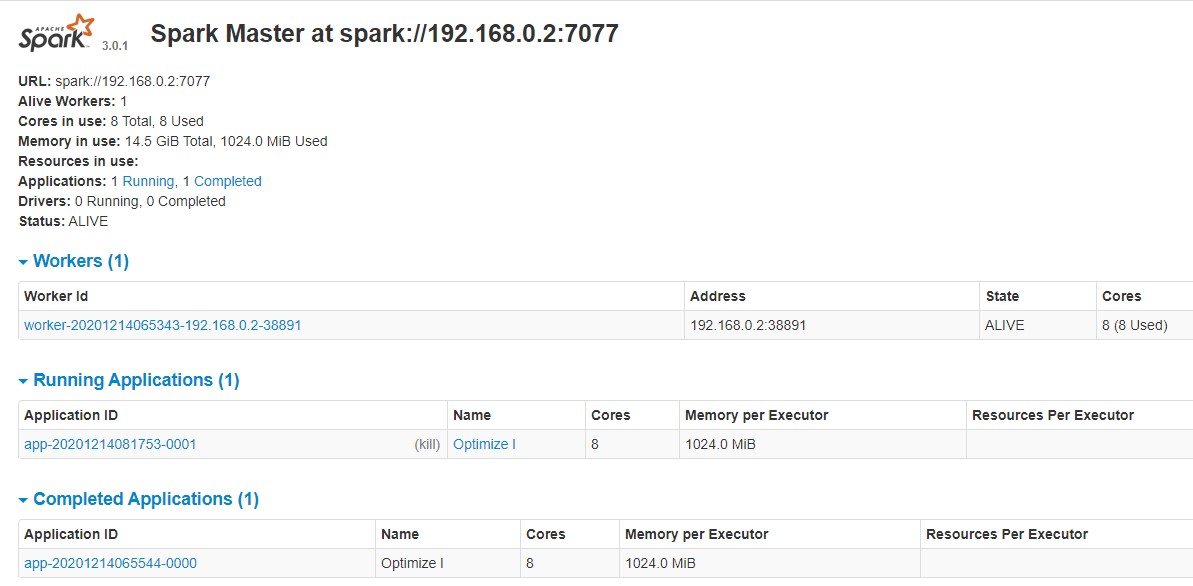 APACHE
Spark 3.0.1 Spark Master at spark://192.168.0.2:7077
URL: spark://192.168.0.2:7077
Alive Workers: 1
Cores in use: 8 Total, 8 Used
Memory in use: 14.5 GiB Total, 1024.0 MiB Used
Resources in use:
Applications: 1 Running, 1 Completed
Drivers: 0 Running, 0 Completed
Status: ALIVE
Workers (1)
Worker Id Address State Cores
worker-20201214065343-192.168.0.2-38891 192.168.0.2:38891 ALIVE 8 (8 Used)
Running Applications (1)
Application ID Name Cores Memory per Executor Resources Per Executor
app-20201214081753-0001 (kill) Optimize I 8 1024.0 MiB
Completed Applications (1)
Application ID Name Cores Memory per Executor Resources Per Executor
app-20201214065544-0000 Optimize I 8 1024.0 MiB